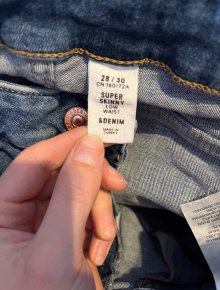 28 / 30
CN 160/72A
SUPER
SKINNY
LOW
WAIST
&DENIM
MADE IN
TURKEY